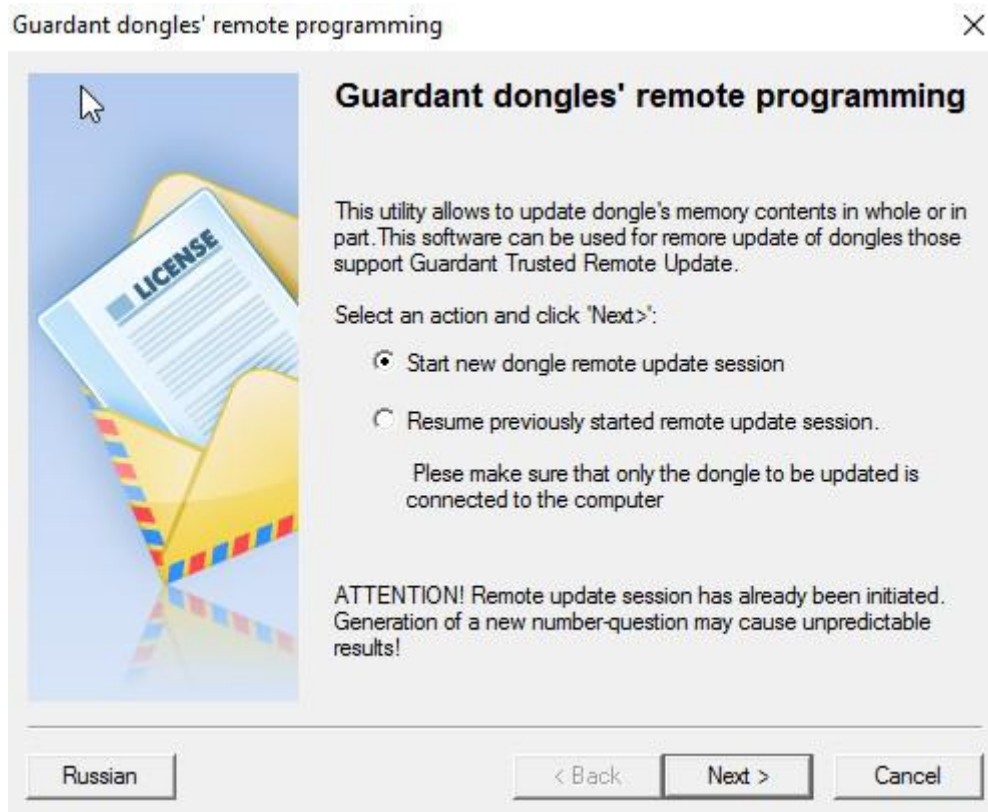 Guardant dongles' remote programming
Guardant dongles' remote programming
LICENSE
This utility allows to update dongle's memory contents in whole or in
part.This software can be used for remore update of dongles those
support Guardant Trusted Remote Update.
Select an action and click 'Next>':
Start new dongle remote update session
Resume previously started remote update session.
Plese make sure that only the dongle to be updated is
connected to the computer
ATTENTION! Remote update session has already been initiated.
Generation of a new number-question may cause unpredictable
results!
Russian
< Back
Next >
Cancel